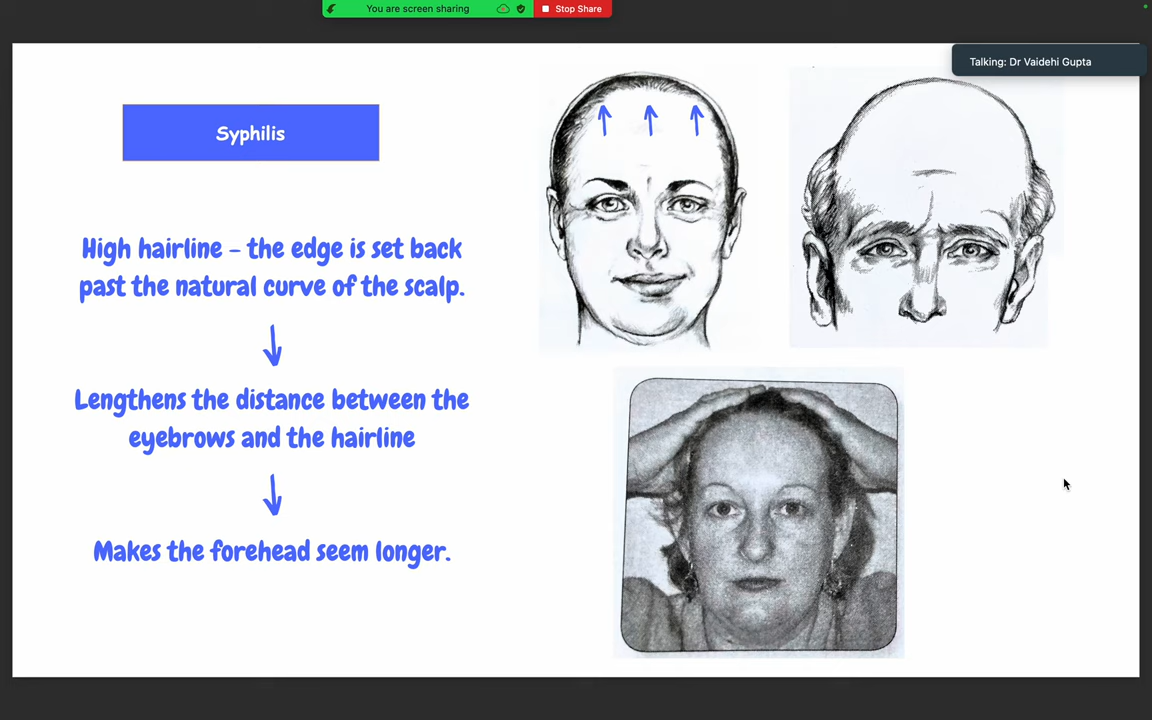 You are screen sharing
Stop Share
Talking: Dr Vaidehi Gupta
Syphilis
High hairline - the edge is set back
past the natural curve of the scalp.
Lengthens the distance between the
eyebrows and the hairline
Makes the forehead seem longer.